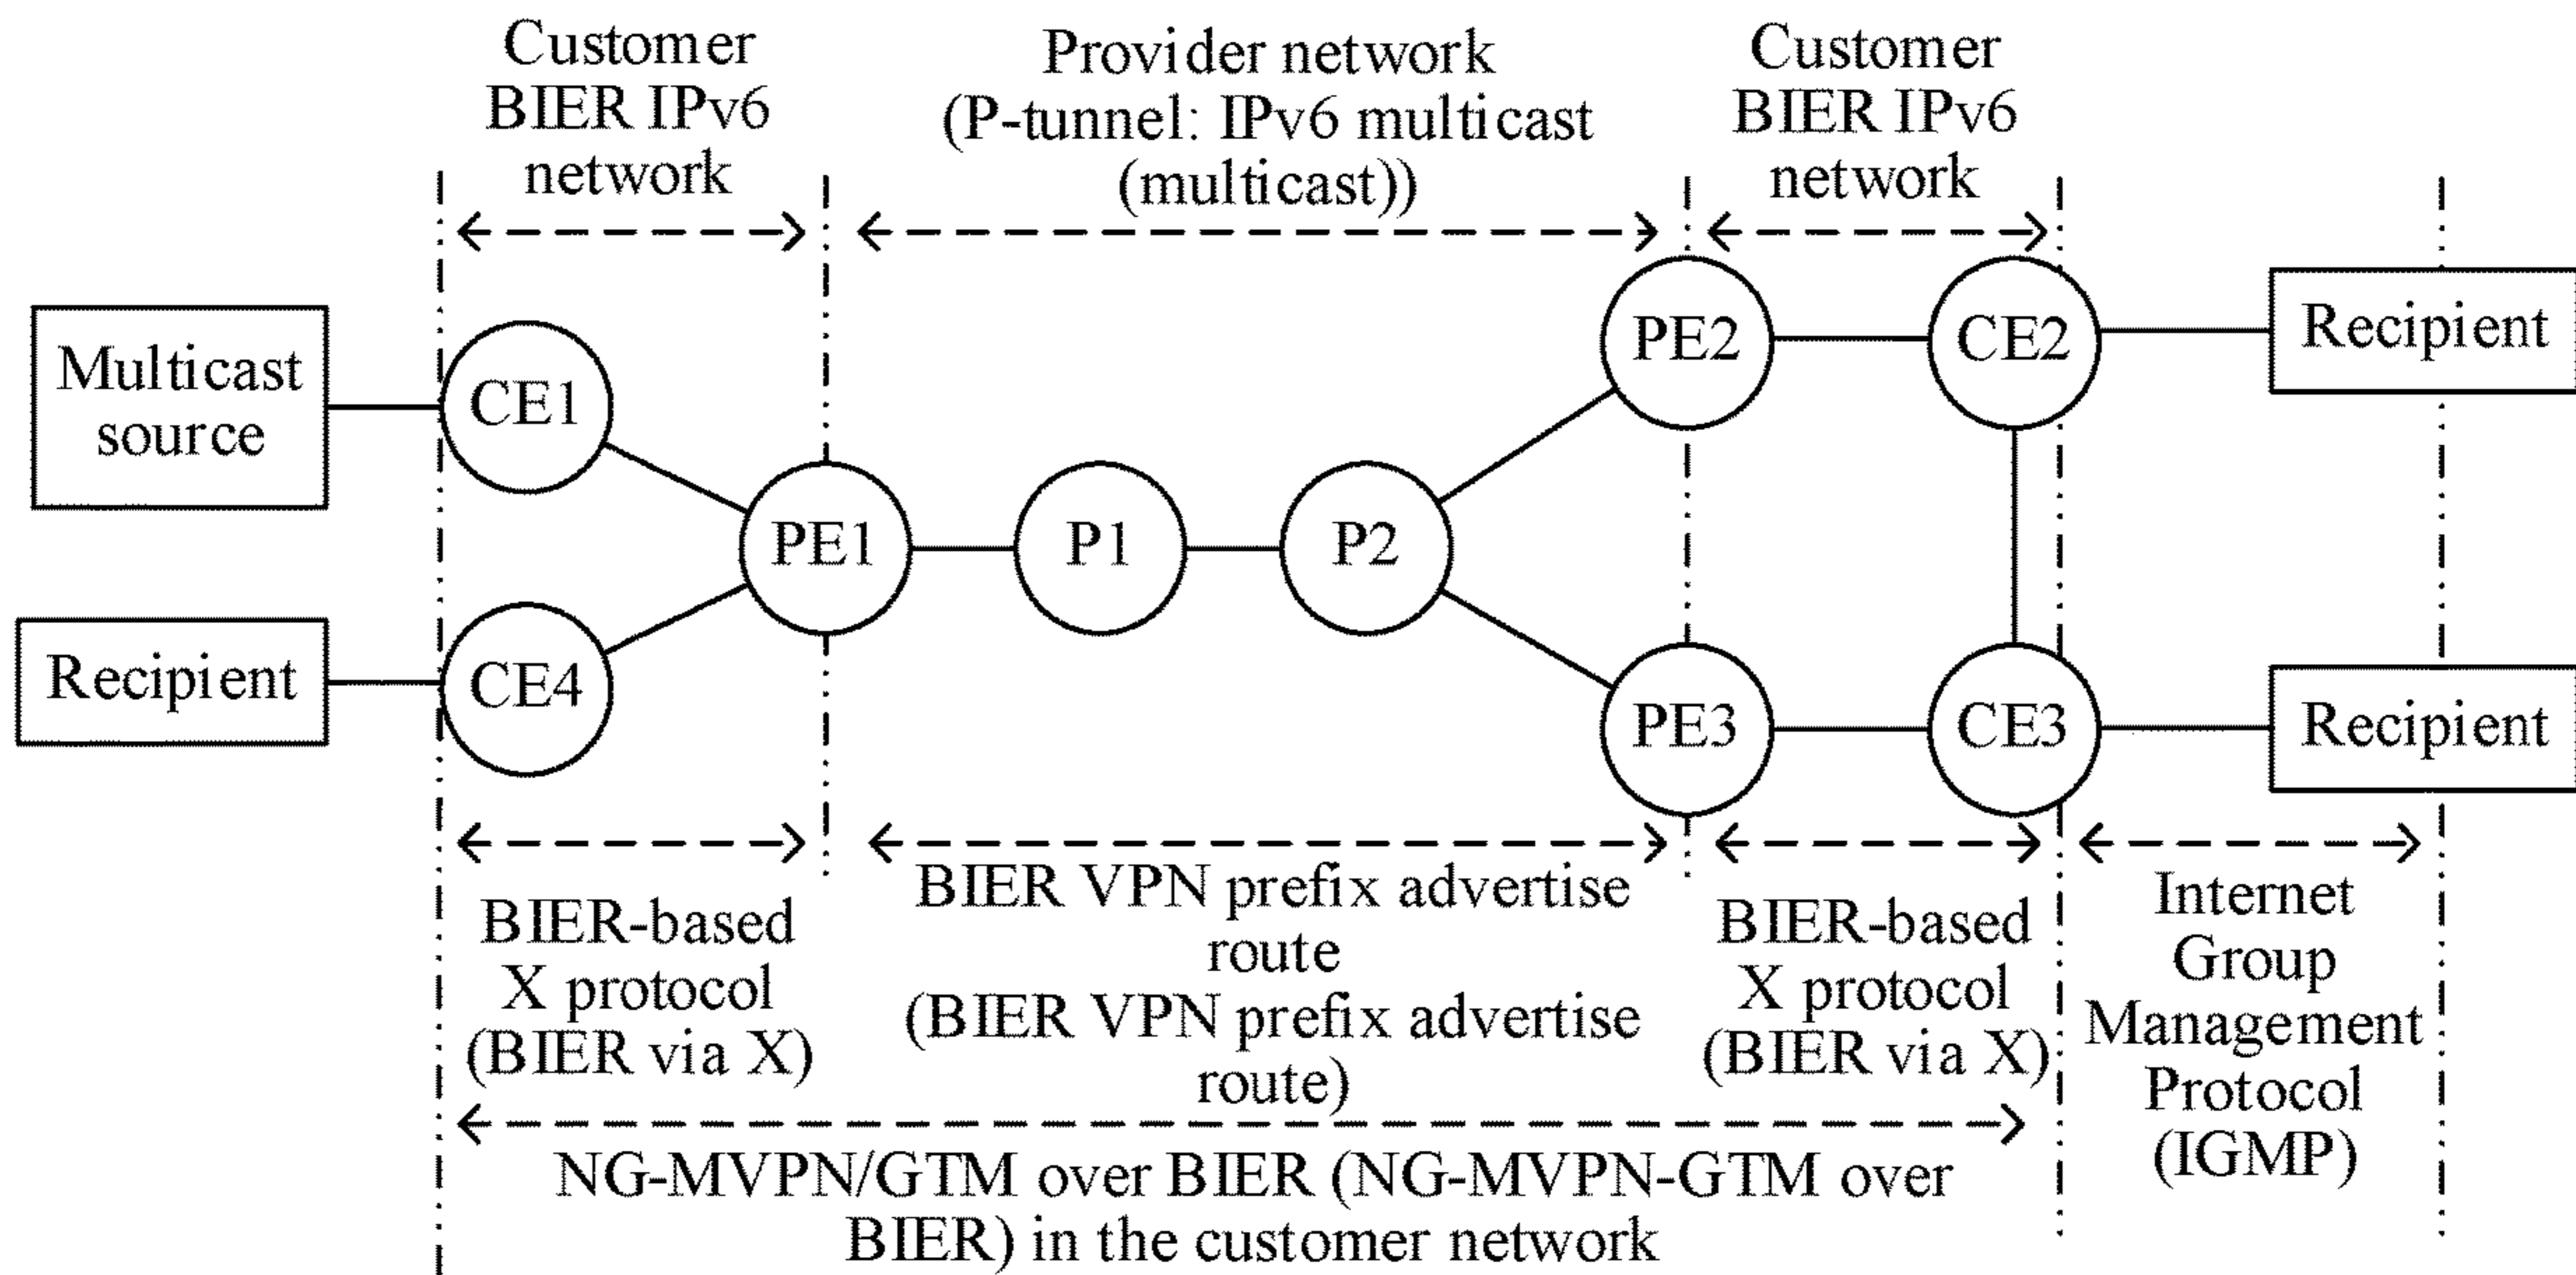 Customer
BIER IPv6
network
Provider network
(P-tunnel: IPv6 multicast
(multicast))
Customer
BIER IPv6
network
Multicast
source
CE1
PE1
P1
P2
PE2
CE2
Recipient
Recipient
CE4
PE3
CE3
Recipient
BIER-based
X protocol
(BIER via X)
BIER VPN prefix advertise
route
(BIER VPN prefix advertise
route)
BIER-based
X protocol
(BIER via X)
Internet
Group
Management
Protocol
(IGMP)
NG-MVPN/GTM over BIER (NG-MVPN-GTM over
BIER) in the customer network